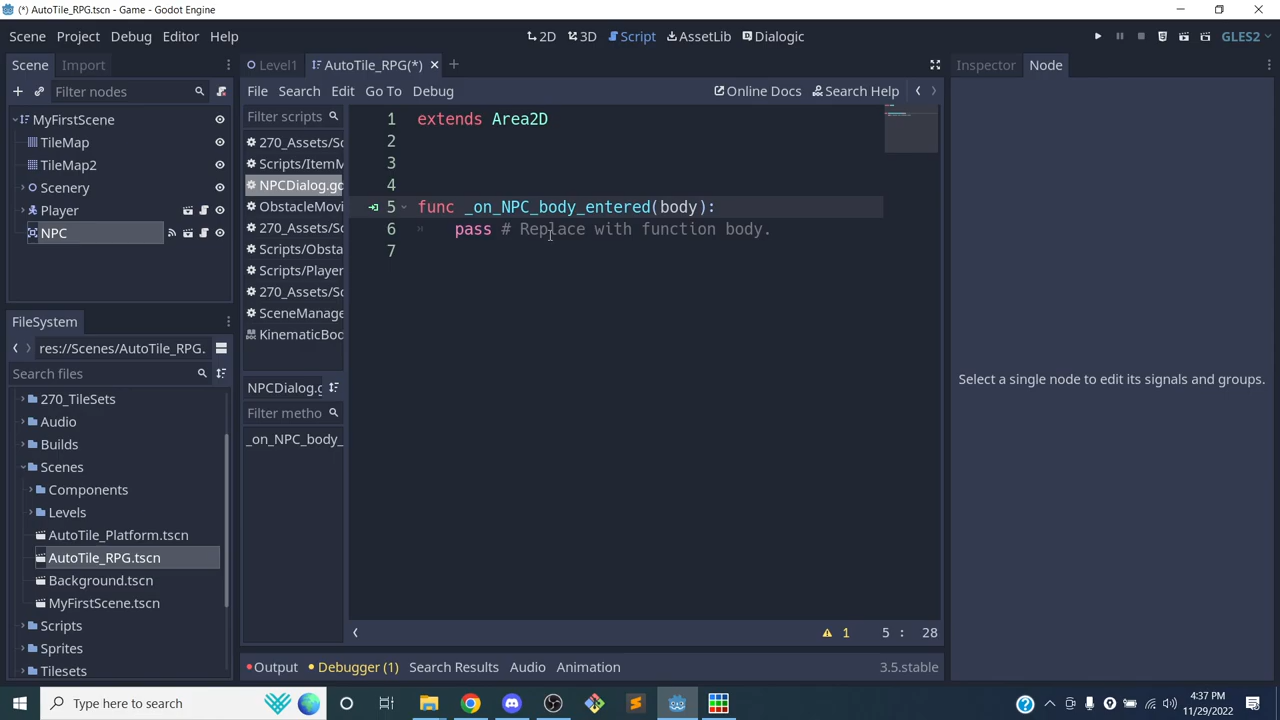 (*) AutoTile_RPG.tscn - Game - Godot Engine
Scene Project Debug Editor Help
2D 3D Script AssetLib Dialogic
GLES2
Scene Import
Filter nodes
MyFirstScene
TileMap
TileMap2
Scenery
Player
NPC
FileSystem
res://Scenes/AutoTile_RPG.
Search files
270_TileSets
Audio
Builds
Scenes
Components
Levels
AutoTile_Platform.tscn
AutoTile_RPG.tscn
Background.tscn
MyFirstScene.tscn
Scripts
Sprites
Tilesets
Level1 AutoTile_RPG(*)
File Search Edit Go To Debug
Online Docs Search Help
Filter scripts
270_Assets/Sc
Scripts/ItemM
NPCDialog.gd
ObstacleMovi
270_Assets/Sc
Scripts/Obsta
Scripts/Player
270_Assets/Sc
SceneManage
KinematicBod
NPCDialog.g
Filter metho
_on_NPC_body_
1 extends Area2D
2
3
4
5 func _on_NPC_body_entered(body):
6 pass # Replace with function body.
7
1 5 : 28
Output Debugger (1) Search Results Audio Animation 3.5.stable
Inspector Node
Select a single node to edit its signals and groups.
Type here to search
4:37 PM
11/29/2022